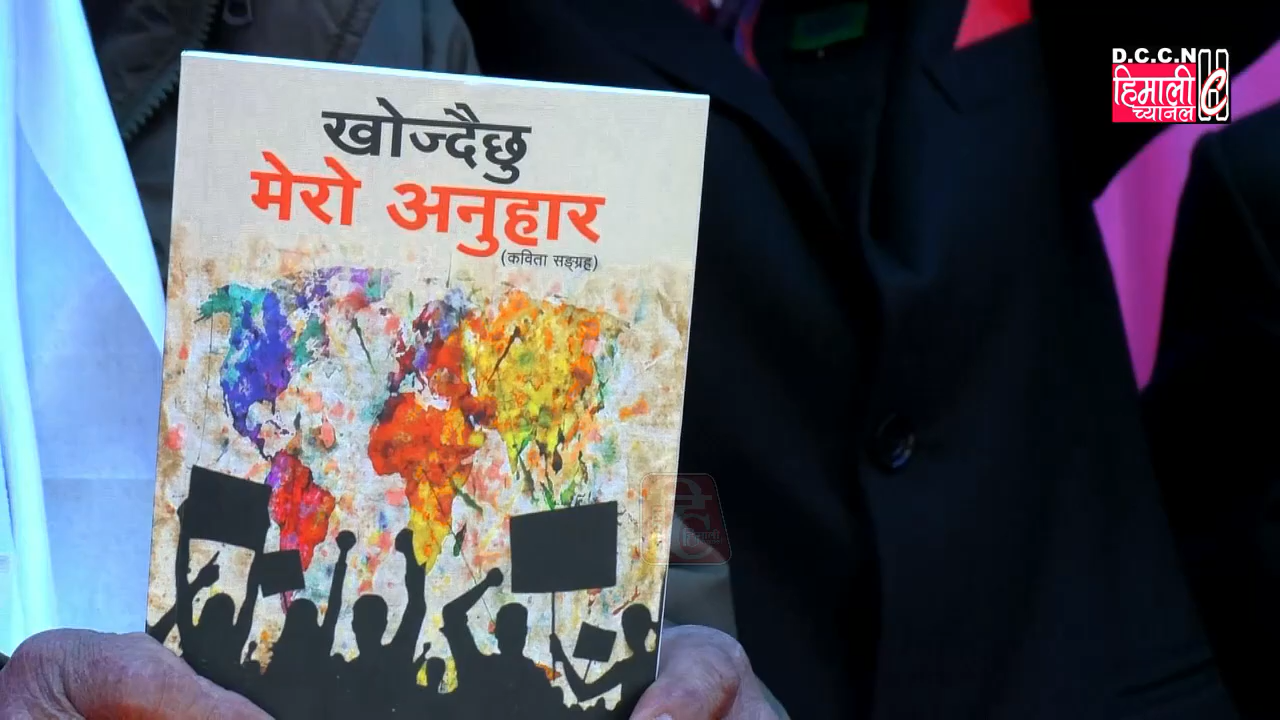 खोज्दैछु
मेरो अनुहार
(कविता सङ्ग्रह)
D.C.C.N
हिमाली
च्यानल